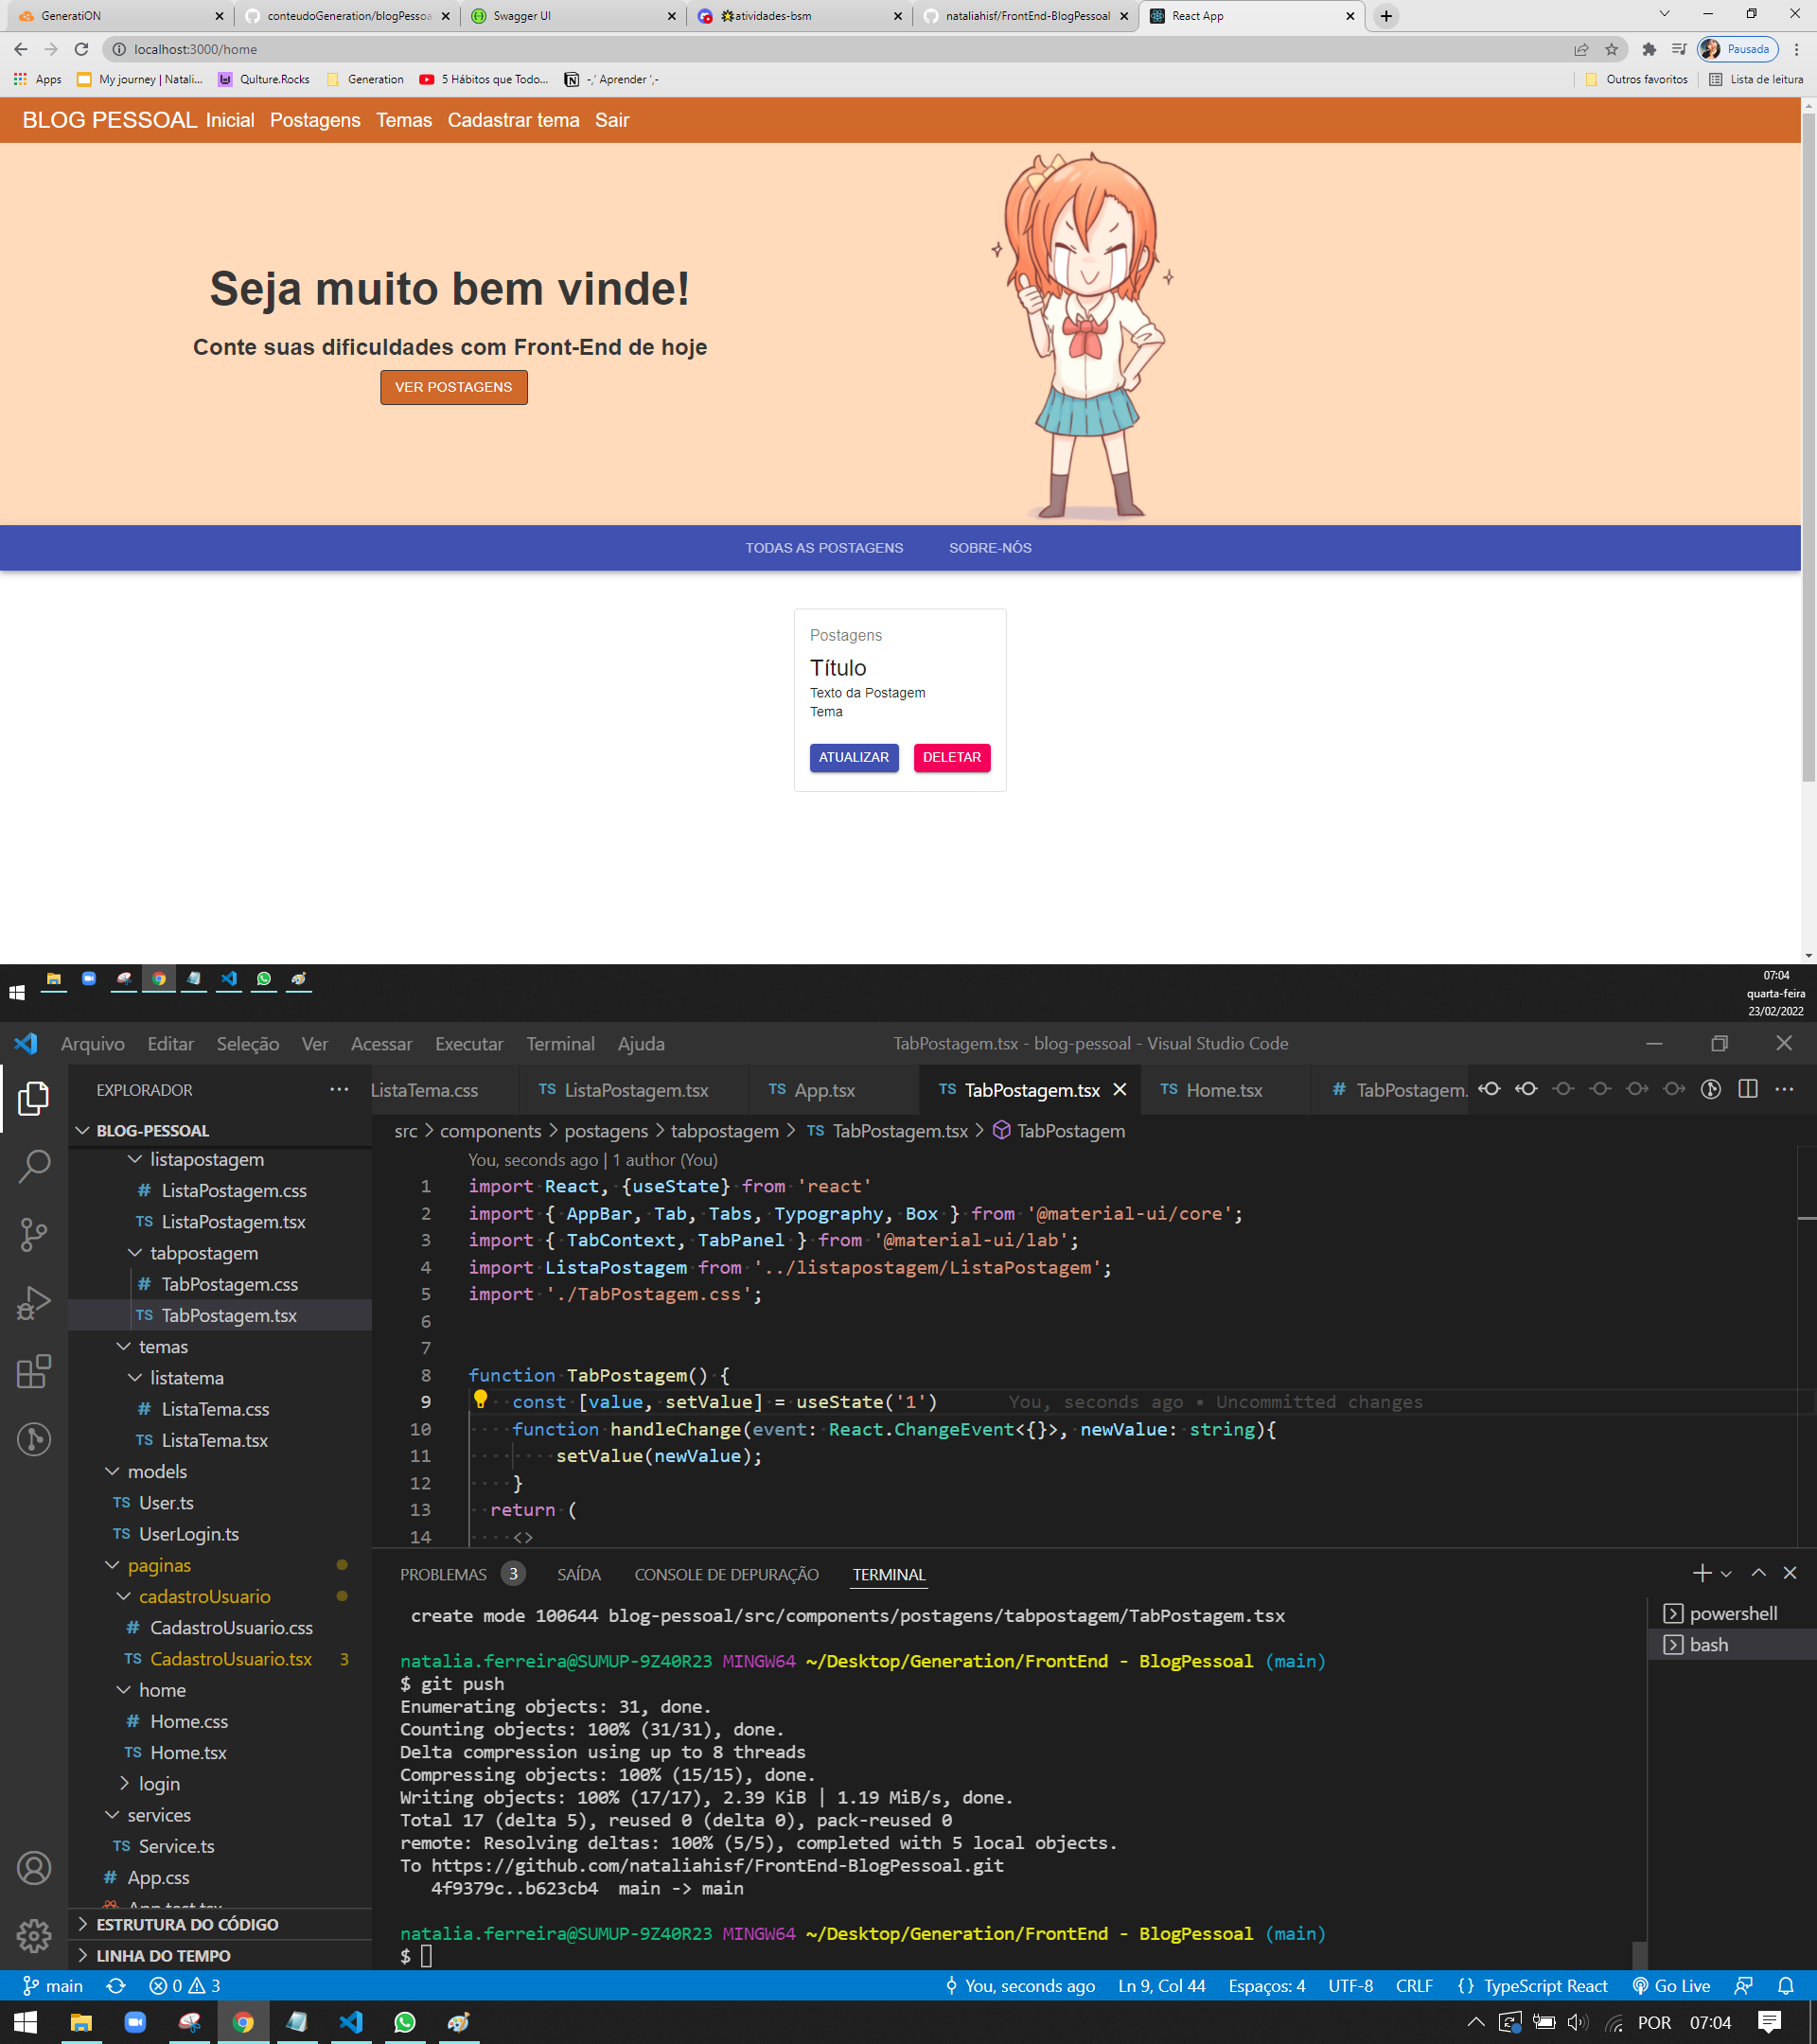 GeneratiON
conteudoGeneration/blogPessoa
Swagger UI
atividades-bsm
nataliahisf/FrontEnd-BlogPessoal
React App
localhost:3000/home
Pausada
Apps
My journey | Natali...
Qulture.Rocks
Generation
5 Hábitos que Todo...
-,' Aprender ',-
Outros favoritos
Lista de leitura
BLOG PESSOAL Inicial Postagens Temas Cadastrar tema Sair
Seja muito bem vinde!
Conte suas dificuldades com Front-End de hoje
VER POSTAGENS
TODAS AS POSTAGENS
SOBRE-NÓS
Postagens
Título
Texto da Postagem
Tema
ATUALIZAR
DELETAR
07:04
quarta-feira
23/02/2022
Arquivo Editar Seleção Ver Acessar Executar Terminal Ajuda
TabPostagem.tsx - blog-pessoal - Visual Studio Code
EXPLORADOR
ListaTema.css
TS ListaPostagem.tsx
TS App.tsx
TS TabPostagem.tsx
TS Home.tsx
# TabPostagem.
BLOG-PESSOAL
src > components > postagens > tabpostagem > TS TabPostagem.tsx > TabPostagem
listapostagem
# ListaPostagem.css
TS ListaPostagem.tsx
tabpostagem
# TabPostagem.css
TS TabPostagem.tsx
temas
listatema
# ListaTema.css
TS ListaTema.tsx
models
TS User.ts
TS UserLogin.ts
paginas
cadastroUsuario
# CadastroUsuario.css
TS CadastroUsuario.tsx 3
home
# Home.css
TS Home.tsx
login
services
TS Service.ts
# App.css
App.test.tsx
ESTRUTURA DO CÓDIGO
LINHA DO TEMPO
You, seconds ago | 1 author (You)
1 import React, {useState} from 'react'
2 import { AppBar, Tab, Tabs, Typography, Box } from '@material-ui/core';
3 import { TabContext, TabPanel } from '@material-ui/lab';
4 import ListaPostagem from '../listapostagem/ListaPostagem';
5 import './TabPostagem.css';
6
7
8 function TabPostagem() {
9 const [value, setValue] = useState('1') You, seconds ago • Uncommitted changes
10 function handleChange(event: React.ChangeEvent<{}>, newValue: string){
11 setValue(newValue);
12 }
13 return (
14 <>
PROBLEMAS 3 SAÍDA CONSOLE DE DEPURAÇÃO TERMINAL
powershell
bash
create mode 100644 blog-pessoal/src/components/postagens/tabpostagem/TabPostagem.tsx
natalia.ferreira@SUMUP-9Z40R23 MINGW64 ~/Desktop/Generation/FrontEnd - BlogPessoal (main)
$ git push
Enumerating objects: 31, done.
Counting objects: 100% (31/31), done.
Delta compression using up to 8 threads
Compressing objects: 100% (15/15), done.
Writing objects: 100% (17/17), 2.39 KiB | 1.19 MiB/s, done.
Total 17 (delta 5), reused 0 (delta 0), pack-reused 0
remote: Resolving deltas: 100% (5/5), completed with 5 local objects.
To https://github.com/nataliahisf/FrontEnd-BlogPessoal.git
4f9379c..b623cb4 main -> main
natalia.ferreira@SUMUP-9Z40R23 MINGW64 ~/Desktop/Generation/FrontEnd - BlogPessoal (main)
$
main 0 3
You, seconds ago Ln 9, Col 44 Espaços: 4 UTF-8 CRLF {} TypeScript React Go Live
POR 07:04